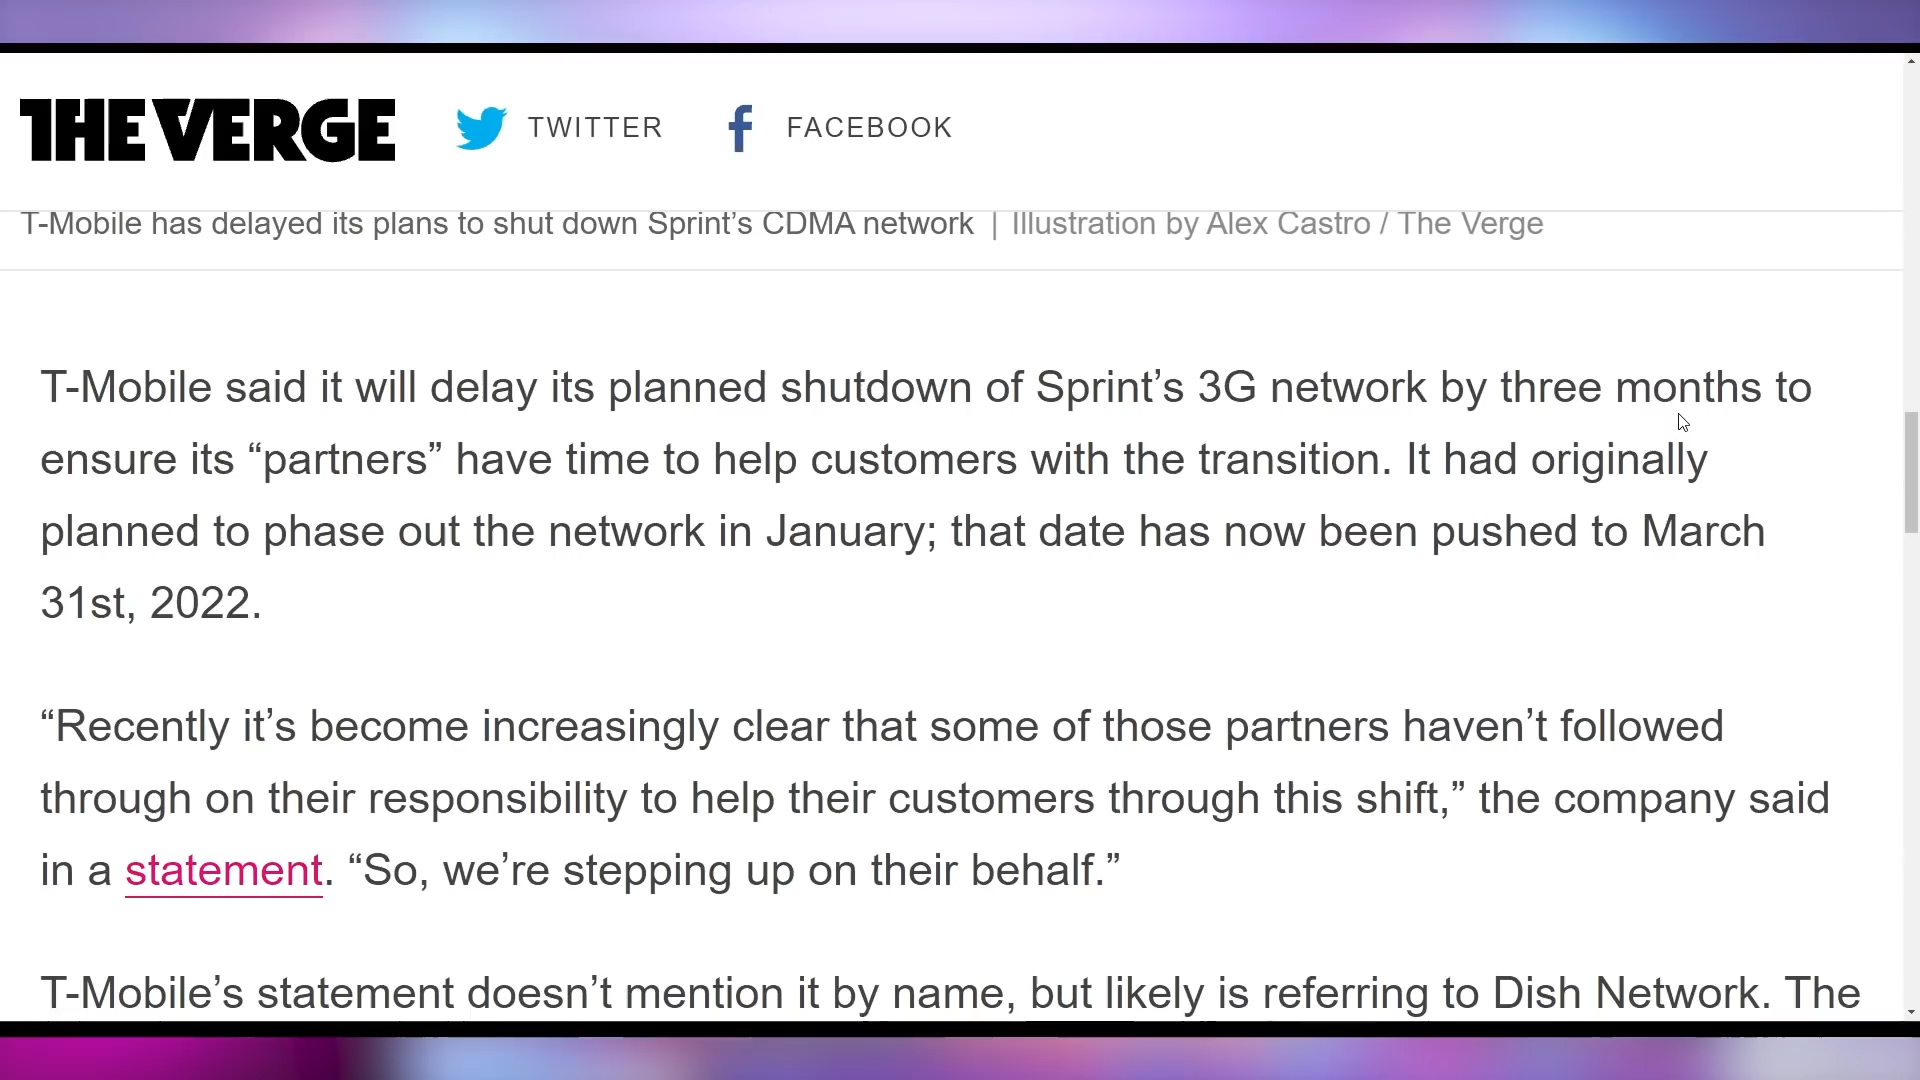 THE VERGE TWITTER FACEBOOK
T-Mobile has delayed its plans to shut down Sprint’s CDMA network | Illustration by Alex Castro / The Verge
T-Mobile said it will delay its planned shutdown of Sprint’s 3G network by three months to
ensure its “partners” have time to help customers with the transition. It had originally
planned to phase out the network in January; that date has now been pushed to March
31st, 2022.
“Recently it’s become increasingly clear that some of those partners haven’t followed
through on their responsibility to help their customers through this shift,” the company said
in a statement. “So, we’re stepping up on their behalf.”
T-Mobile’s statement doesn’t mention it by name, but likely is referring to Dish Network. The